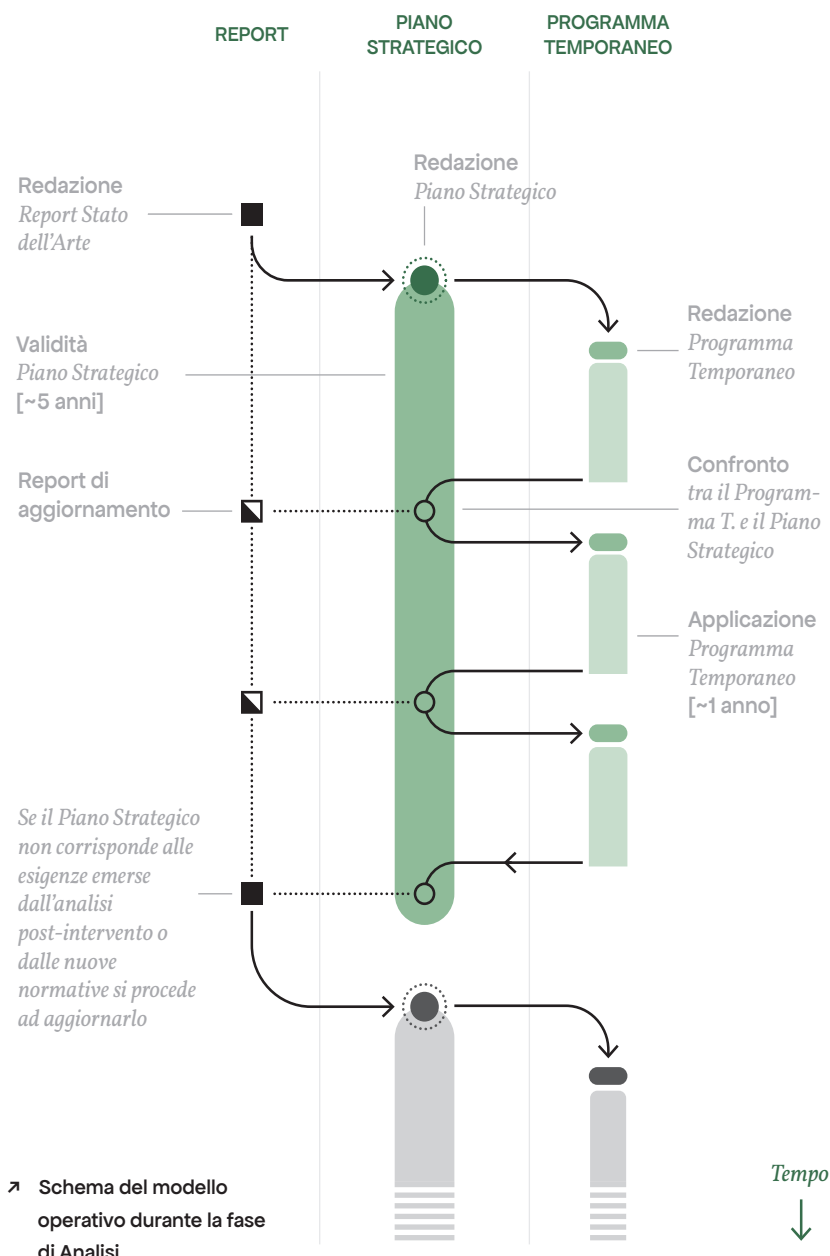 REPORT
PIANO
STRATEGICO
PROGRAMMA
TEMPORANEO
Redazione
Piano Strategico
Redazione
Report Stato
dell'Arte
Redazione
Programma
Temporaneo
Validità
Piano Strategico
[~5 anni]
Confronto
tra il Program-
ma T. e il Piano
Strategico
Report di
aggiornamento
Applicazione
Programma
Temporaneo
[~1 anno]
Se il Piano Strategico
non corrisponde alle
esigenze emerse
dall'analisi
post-intervento o
dalle nuove
normative si procede
ad aggiornarlo
Tempo
↗ Schema del modello
operativo durante la fase
di Analisi